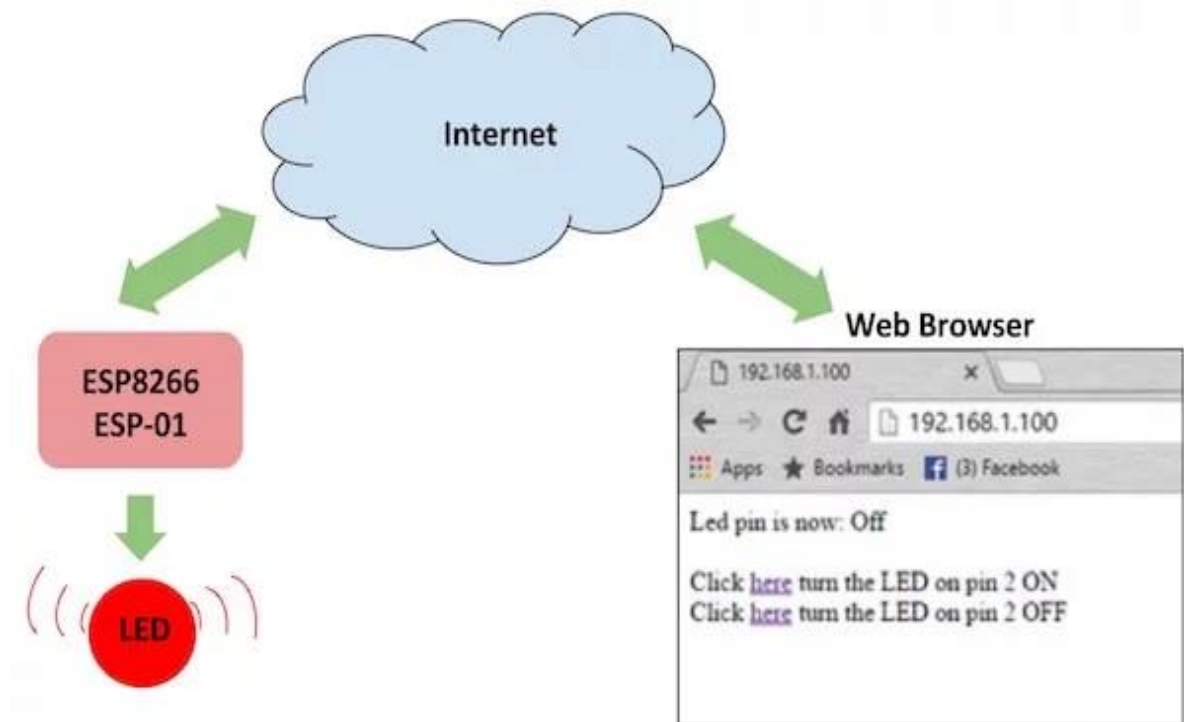 Internet
ESP8266
ESP-01
LED
Web Browser
192.168.1.100
192.168.1.100
Apps Bookmarks (3) Facebook
Led pin is now: Off
Click here turn the LED on pin 2 ON
Click here turn the LED on pin 2 OFF